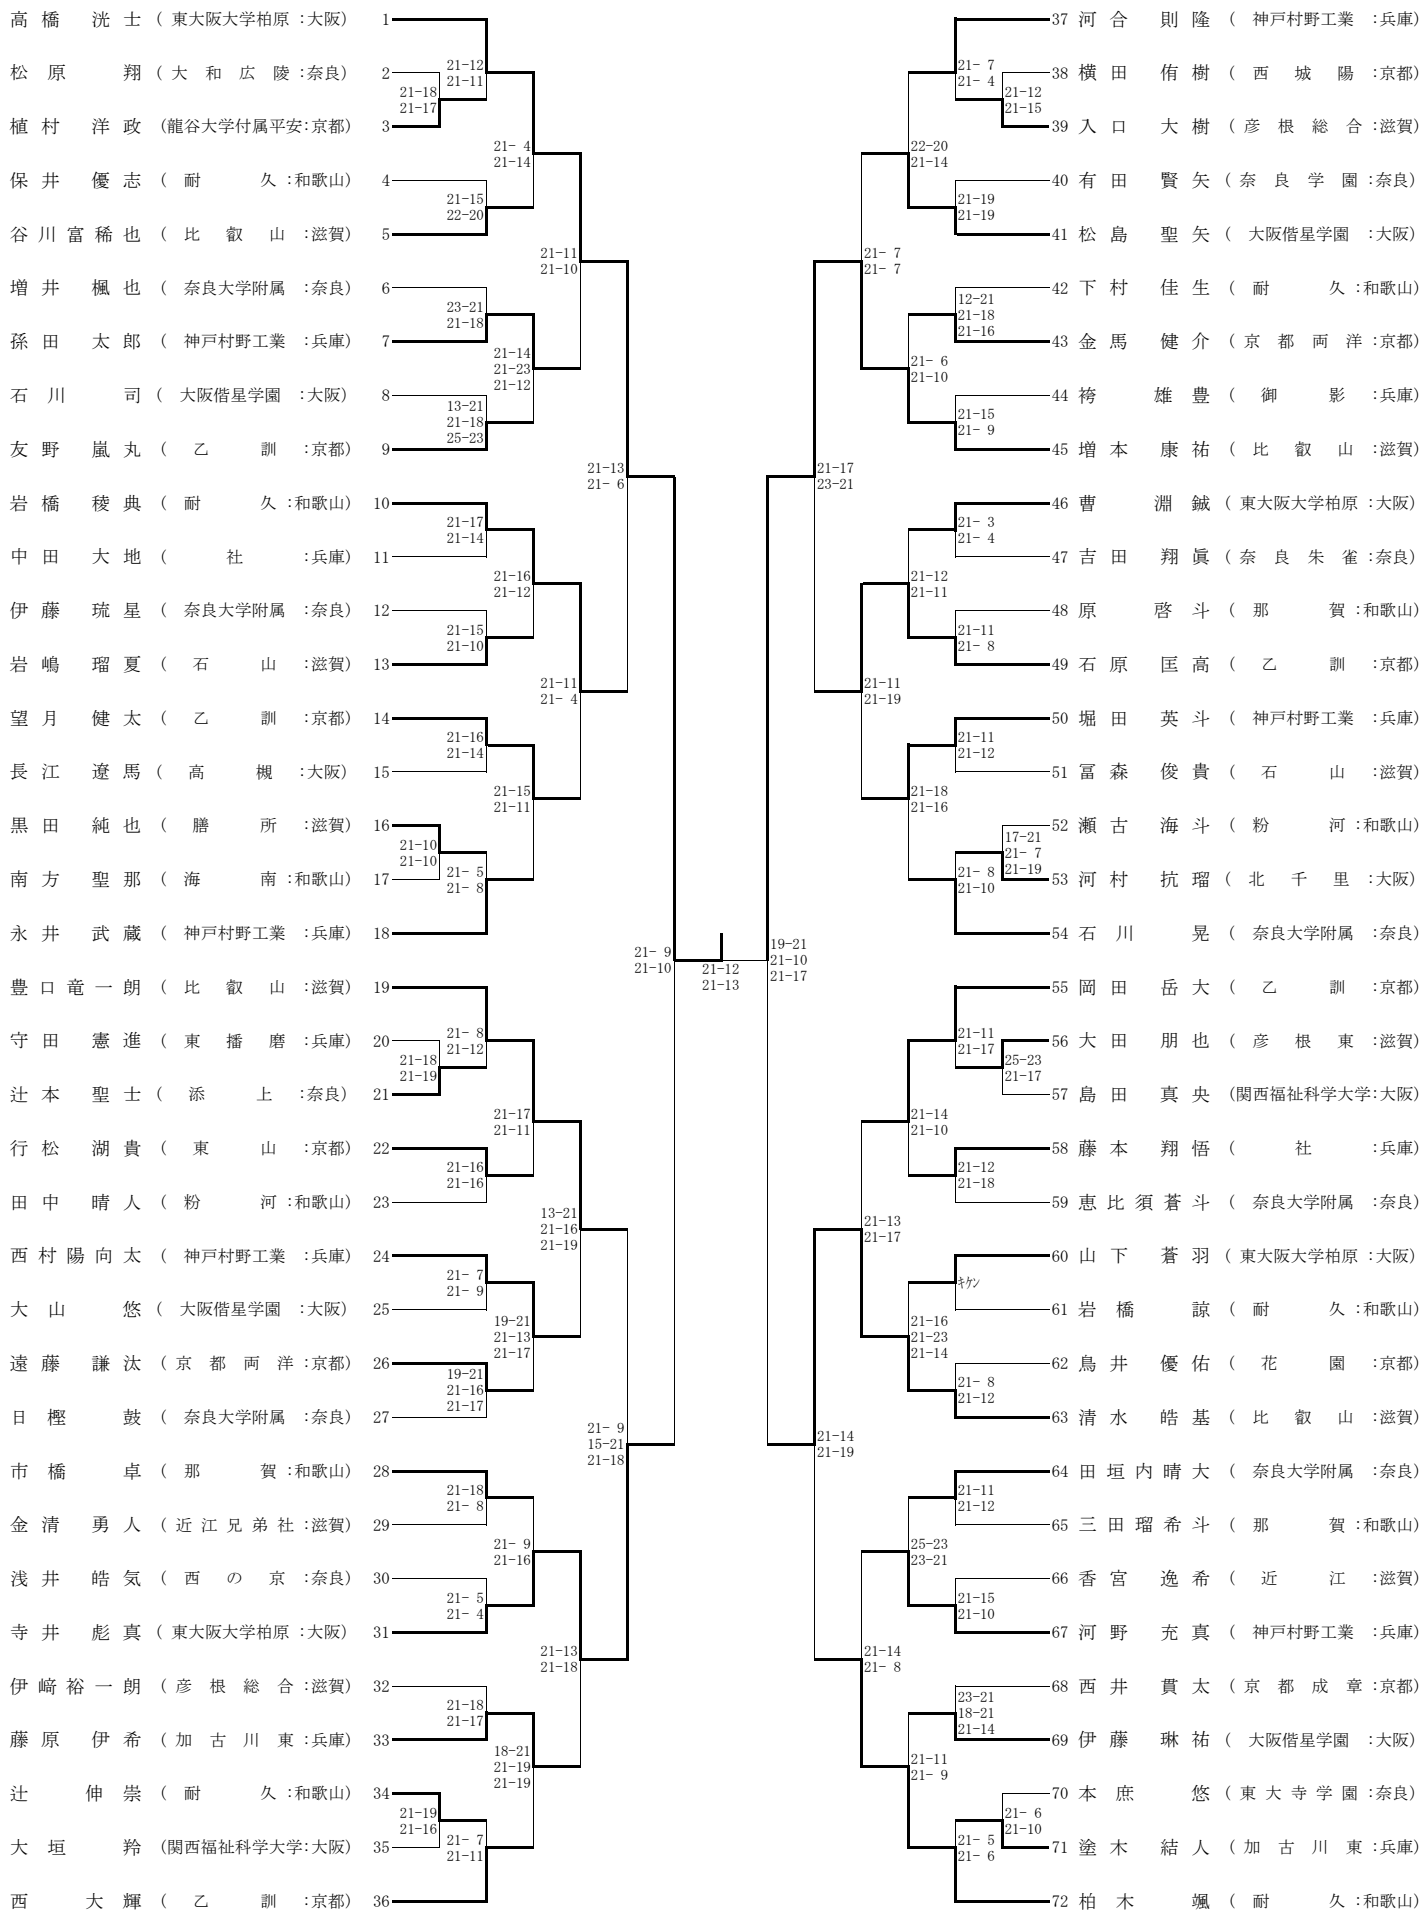 高橋 洸士 ( 東大阪大学柏原 :大阪) 1
松原 翔 ( 大和広陵 :奈良) 2
植村 洋政 (龍谷大学付属平安:京都) 3
保井 優志 ( 耐久 :和歌山) 4
谷川富稀也 ( 比叡山 :滋賀) 5
増井 楓也 ( 奈良大学附属 :奈良) 6
孫田 太郎 ( 神戸村野工業 :兵庫) 7
石川 司 ( 大阪偕星学園 :大阪) 8
友野 嵐丸 ( 乙訓 :京都) 9
岩橋 稜典 ( 耐久 :和歌山) 10
中田 大地 ( 社 :兵庫) 11
伊藤 琉星 ( 奈良大学附属 :奈良) 12
岩嶋 瑠夏 ( 石山 :滋賀) 13
望月 健太 ( 乙訓 :京都) 14
長江 遼馬 ( 高槻 :大阪) 15
黒田 純也 ( 膳所 :滋賀) 16
南方 聖那 ( 海南 :和歌山) 17
永井 武蔵 ( 神戸村野工業 :兵庫) 18
豊口竜一朗 ( 比叡山 :滋賀) 19
守田 憲進 ( 東播磨 :兵庫) 20
辻本 聖士 ( 添上 :奈良) 21
行松 湖貴 ( 東山 :京都) 22
田中 晴人 ( 粉河 :和歌山) 23
西村陽向太 ( 神戸村野工業 :兵庫) 24
大山 悠 ( 大阪偕星学園 :大阪) 25
遠藤 謙汰 ( 京都両洋 :京都) 26
日樫 鼓 ( 奈良大学附属 :奈良) 27
市橋 卓 ( 那賀 :和歌山) 28
金清 勇人 ( 近江兄弟社 :滋賀) 29
浅井 皓気 ( 西の京 :奈良) 30
寺井 彪真 ( 東大阪大学柏原 :大阪) 31
伊﨑裕一朗 ( 彦根総合 :滋賀) 32
藤原 伊希 ( 加古川東 :兵庫) 33
辻 伸崇 ( 耐久 :和歌山) 34
大垣 羚 (関西福祉科学大学:大阪) 35
西 大輝 ( 乙訓 :京都) 36
21-18
21-17
21-10
21-10
21-18
21-19
21-19
21-16
21-12
21-11
21-15
22-20
23-21
21-18
13-21
21-18
25-23
21-17
21-14
21-15
21-10
21-16
21-14
21- 5
21- 8
21- 8
21-12
21-16
21-16
21- 7
21- 9
19-21
21-16
21-17
21-18
21- 8
21- 5
21- 4
21-18
21-17
21- 7
21-11
21- 4
21-14
21-14
21-23
21-12
21-16
21-12
21-15
21-11
21-17
21-11
19-21
21-13
21-17
21- 9
21-16
18-21
21-19
21-19
21-11
21-10
21-11
21- 4
13-21
21-16
21-19
21-13
21-18
21-13
21- 6
21- 9
15-21
21-18
21- 9
21-10
21-12
21-13
19-21
21-10
21-17
21-17
23-21
21-14
21-19
21- 7
21- 7
21-11
21-19
21-13
21-17
21-14
21- 8
22-20
21-14
21- 6
21-10
21-12
21-11
21-18
21-16
21-14
21-10
21-16
21-23
21-14
25-23
23-21
21-11
21- 9
21- 7
21- 4
21-19
21-19
12-21
21-18
21-16
21-15
21- 9
21- 3
21- 4
21-11
21- 8
21-11
21-12
21- 8
21-10
21-11
21-17
21-12
21-18
ｷｹﾝ
21- 8
21-12
21-11
21-12
21-15
21-10
23-21
18-21
21-14
21- 5
21- 6
21-12
21-15
17-21
21- 7
21-19
25-23
21-17
21- 6
21-10
37 河合 則隆 ( 神戸村野工業 :兵庫)
38 横田 侑樹 ( 西城陽 :京都)
39 入口 大樹 ( 彦根総合 :滋賀)
40 有田 賢矢 ( 奈良学園 :奈良)
41 松島 聖矢 ( 大阪偕星学園 :大阪)
42 下村 佳生 ( 耐久 :和歌山)
43 金馬 健介 ( 京都両洋 :京都)
44 袴 雄豊 ( 御影 :兵庫)
45 増本 康祐 ( 比叡山 :滋賀)
46 曹 淵鋮 ( 東大阪大学柏原 :大阪)
47 吉田 翔眞 ( 奈良朱雀 :奈良)
48 原 啓斗 ( 那賀 :和歌山)
49 石原 匡高 ( 乙訓 :京都)
50 堀田 英斗 ( 神戸村野工業 :兵庫)
51 冨森 俊貴 ( 石山 :滋賀)
52 瀬古 海斗 ( 粉河 :和歌山)
53 河村 抗瑠 ( 北千里 :大阪)
54 石川 晃 ( 奈良大学附属 :奈良)
55 岡田 岳大 ( 乙訓 :京都)
56 大田 朋也 ( 彦根東 :滋賀)
57 島田 真央 (関西福祉科学大学:大阪)
58 藤本 翔悟 ( 社 :兵庫)
59 恵比須蒼斗 ( 奈良大学附属 :奈良)
60 山下 蒼羽 ( 東大阪大学柏原 :大阪)
61 岩橋 諒 ( 耐久 :和歌山)
62 鳥井 優佑 ( 花園 :京都)
63 清水 皓基 ( 比叡山 :滋賀)
64 田垣内晴大 ( 奈良大学附属 :奈良)
65 三田瑠希斗 ( 那賀 :和歌山)
66 香宮 逸希 ( 近江 :滋賀)
67 河野 充真 ( 神戸村野工業 :兵庫)
68 西井 貫太 ( 京都成章 :京都)
69 伊藤 琳祐 ( 大阪偕星学園 :大阪)
70 本庶 悠 ( 東大寺学園 :奈良)
71 塗木 結人 ( 加古川東 :兵庫)
72 柏木 颯 ( 耐久 :和歌山)